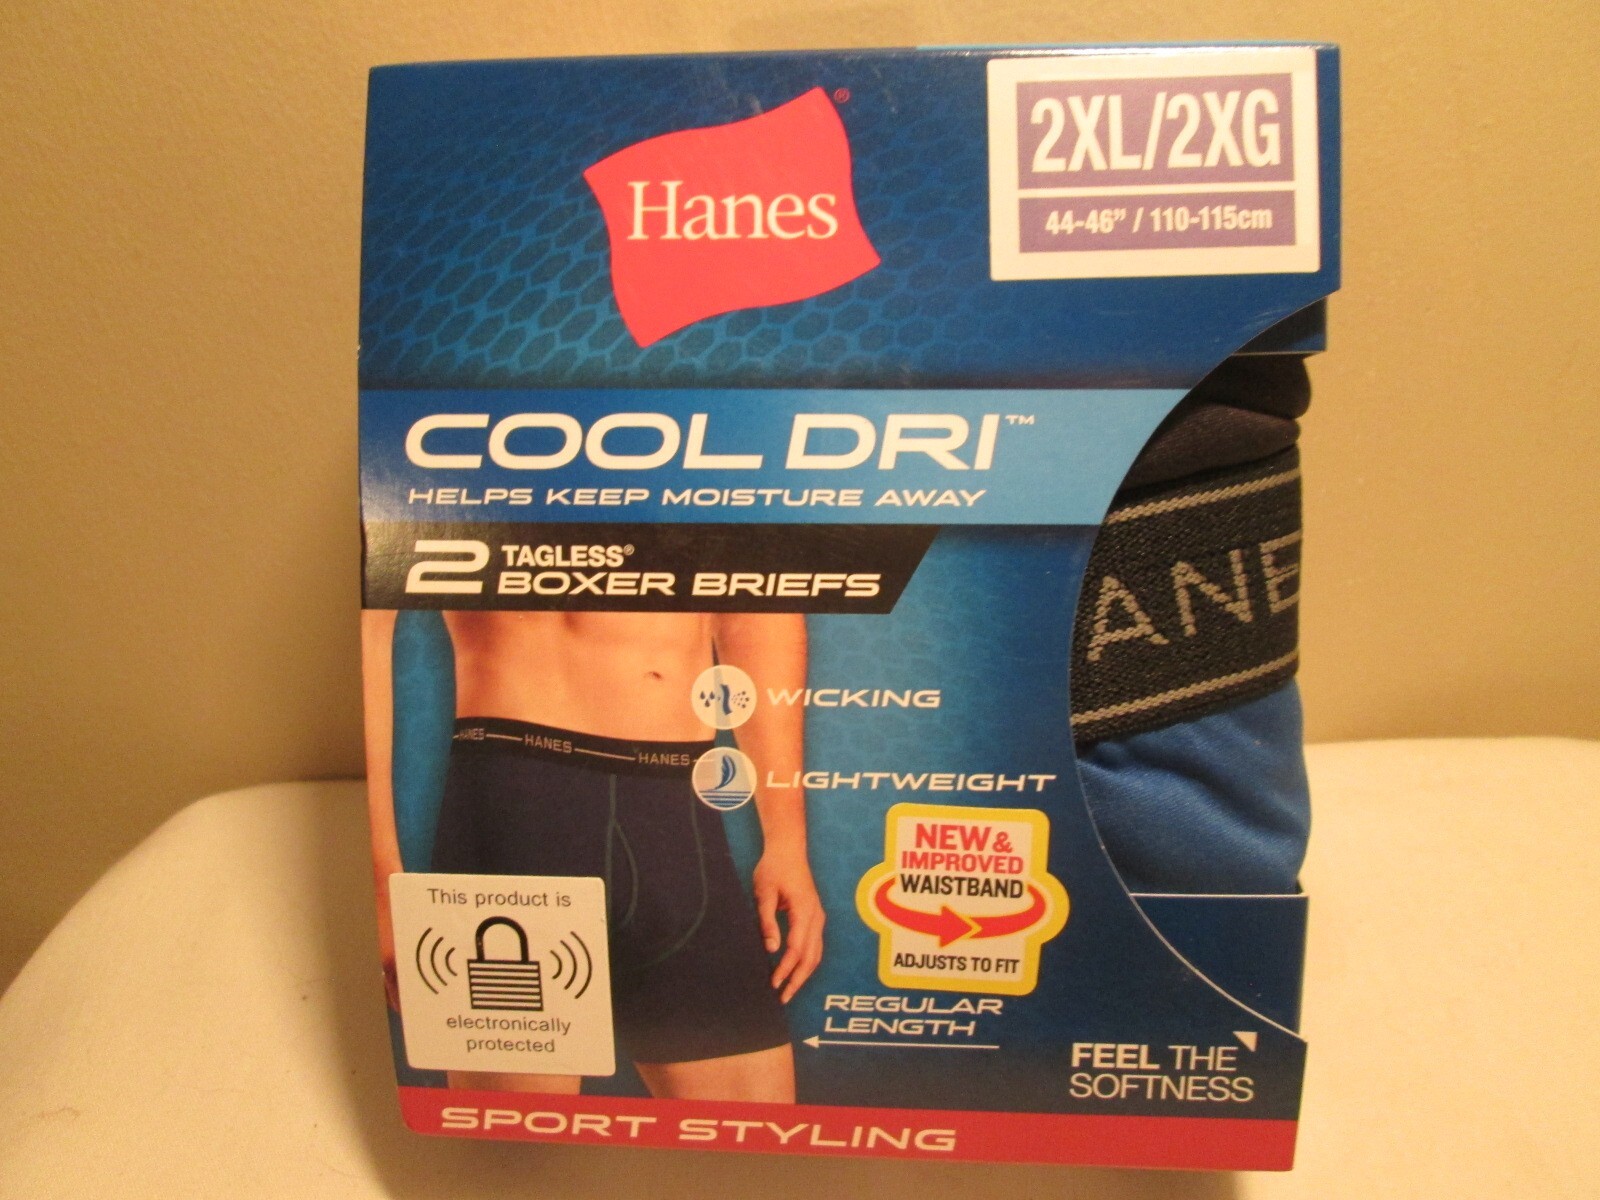 Hanes®
2XL/2XG
44-46" / 110-115cm
COOL DRI™
HELPS KEEP MOISTURE AWAY
2 TAGLESS®
BOXER BRIEFS
ANE
WICKING
HANES HANES HANES
LIGHTWEIGHT
NEW &
IMPROVED
WAISTBAND
ADJUSTS TO FIT
This product is
electronically
protected
REGULAR
LENGTH
FEEL THE
SOFTNESS
SPORT STYLING